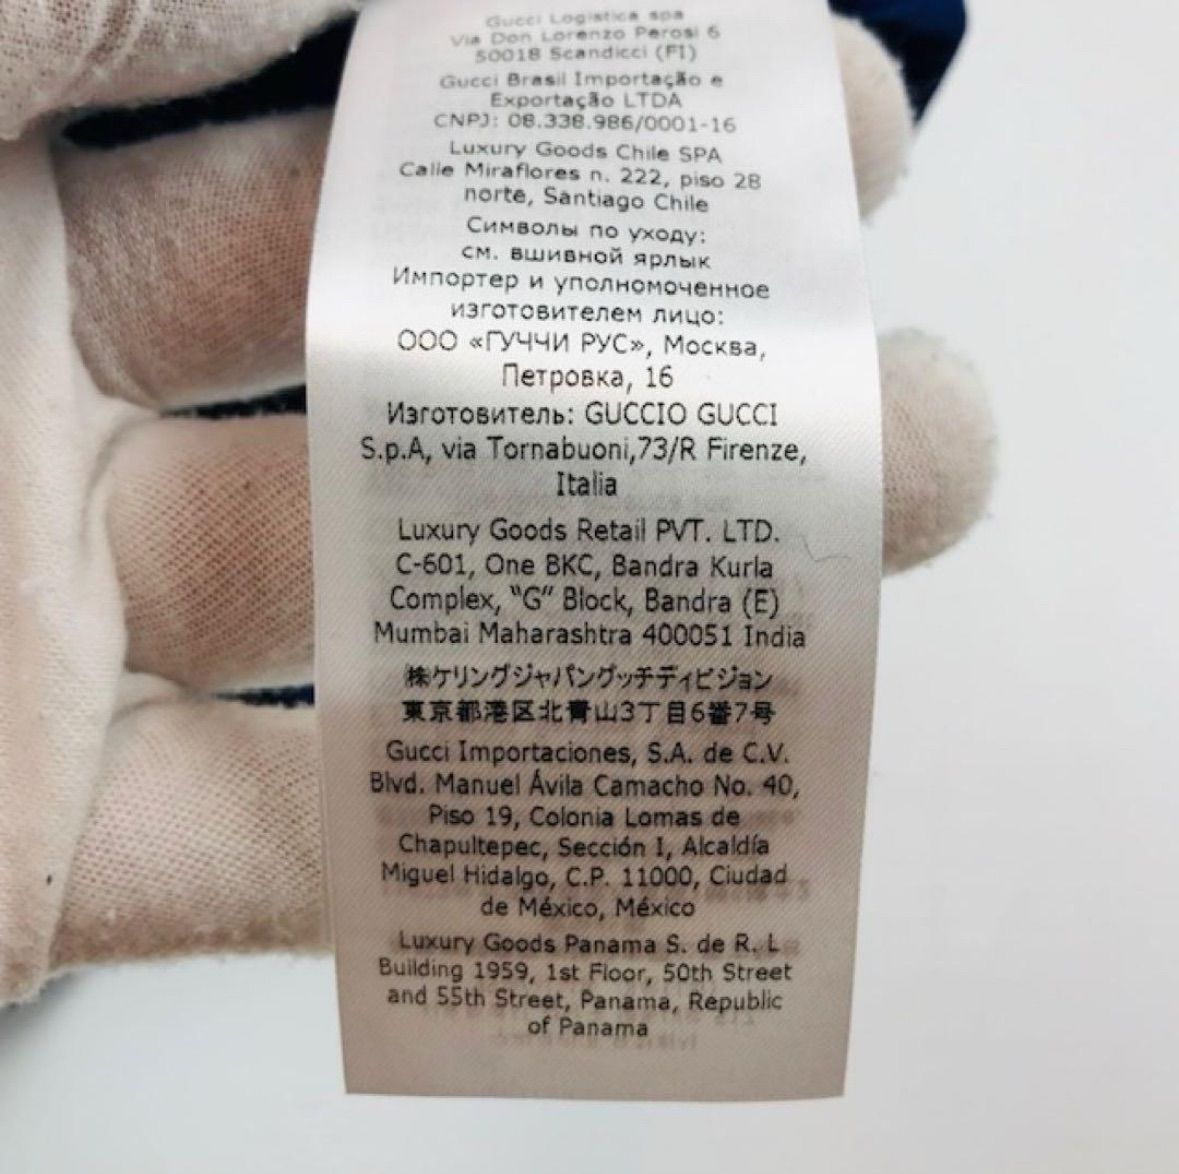 Gucci Logistica spa
Via Don Lorenzo Perosi 6
50018 Scandicci (FI)
Gucci Brasil Importação e
Exportação LTDA
CNPJ: 08.338.986/0001-16
Luxury Goods Chile SPA
Calle Miraflores n. 222, piso 28
norte, Santiago Chile
Символы по уходу:
см. вшивной ярлык
Импортер и уполномоченное
изготовителем лицо:
ООО «ГУЧЧИ РУС», Москва,
Петровка, 16
Изготовитель: GUCCIO GUCCI
S.p.A, via Tornabuoni,73/R Firenze,
Italia
Luxury Goods Retail PVT. LTD.
C-601, One BKC, Bandra Kurla
Complex, “G” Block, Bandra (E)
Mumbai Maharashtra 400051 India
㈱ケリングジャパングッチディビジョン
東京都港区北青山3丁目6番7号
Gucci Importaciones, S.A. de C.V.
Blvd. Manuel Ávila Camacho No. 40,
Piso 19, Colonia Lomas de
Chapultepec, Sección I, Alcaldía
Miguel Hidalgo, C.P. 11000, Ciudad
de México, México
Luxury Goods Panama S. de R. L
Building 1959, 1st Floor, 50th Street
and 55th Street, Panama, Republic
of Panama